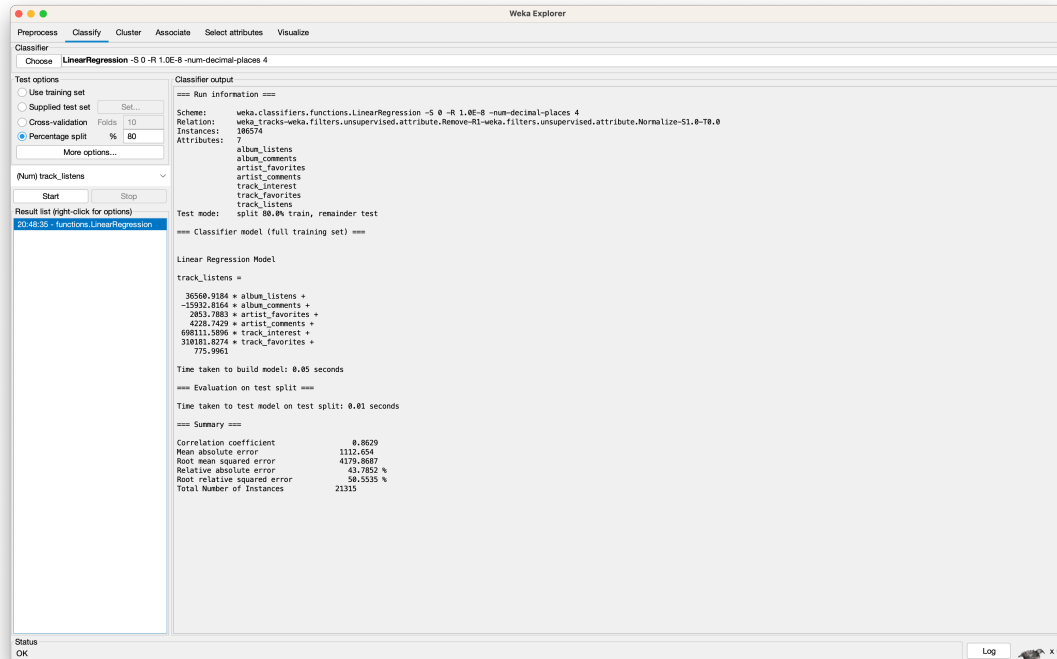 Weka Explorer
Preprocess Classify Cluster Associate Select attributes Visualize
Classifier
Choose LinearRegression -S 0 -R 1.0E-8 -num-decimal-places 4
Test options
Use training set
Supplied test set Set...
Cross-validation Folds 10
Percentage split % 80
More options...
(Num) track_listens
Start Stop
Result list (right-click for options)
20:48:35 - functions.LinearRegression
Classifier output
=== Run information ===
Scheme: weka.classifiers.functions.LinearRegression -S 0 -R 1.0E-8 -num-decimal-places 4
Relation: weka_tracks-weka.filters.unsupervised.attribute.Remove-R1-weka.filters.unsupervised.attribute.Normalize-S1.0-T0.0
Instances: 106574
Attributes: 7
album_listens
album_comments
artist_favorites
artist_comments
track_interest
track_favorites
track_listens
Test mode: split 80.0% train, remainder test
=== Classifier model (full training set) ===
Linear Regression Model
track_listens =
36560.9184 * album_listens +
-15932.8164 * album_comments +
2053.7883 * artist_favorites +
4228.7429 * artist_comments +
698111.5896 * track_interest +
310181.8274 * track_favorites +
775.9961
Time taken to build model: 0.05 seconds
=== Evaluation on test split ===
Time taken to test model on test split: 0.01 seconds
=== Summary ===
Correlation coefficient 0.8629
Mean absolute error 1112.654
Root mean squared error 4179.8687
Relative absolute error 43.7852 %
Root relative squared error 50.5535 %
Total Number of Instances 21315
Status
OK
Log
x